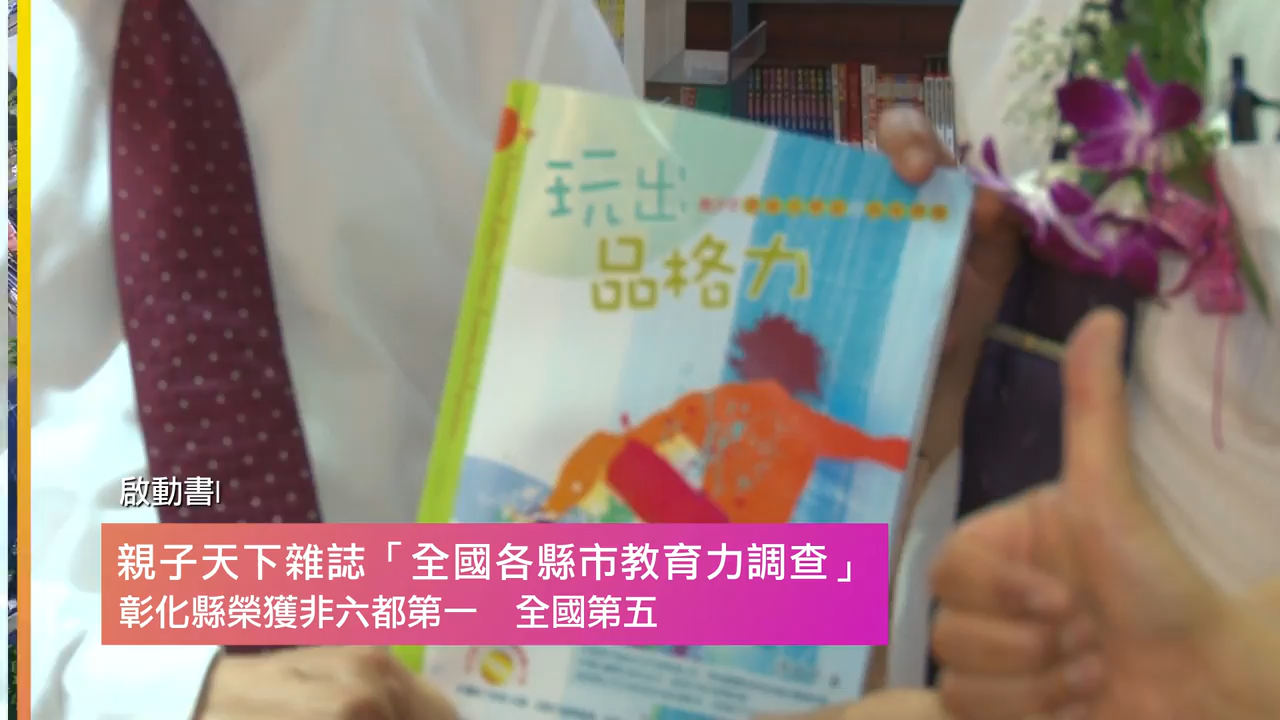 玩出
品格力
啟動書
親子天下雜誌「全國各縣市教育力調查」
彰化縣榮獲非六都第一　全國第五